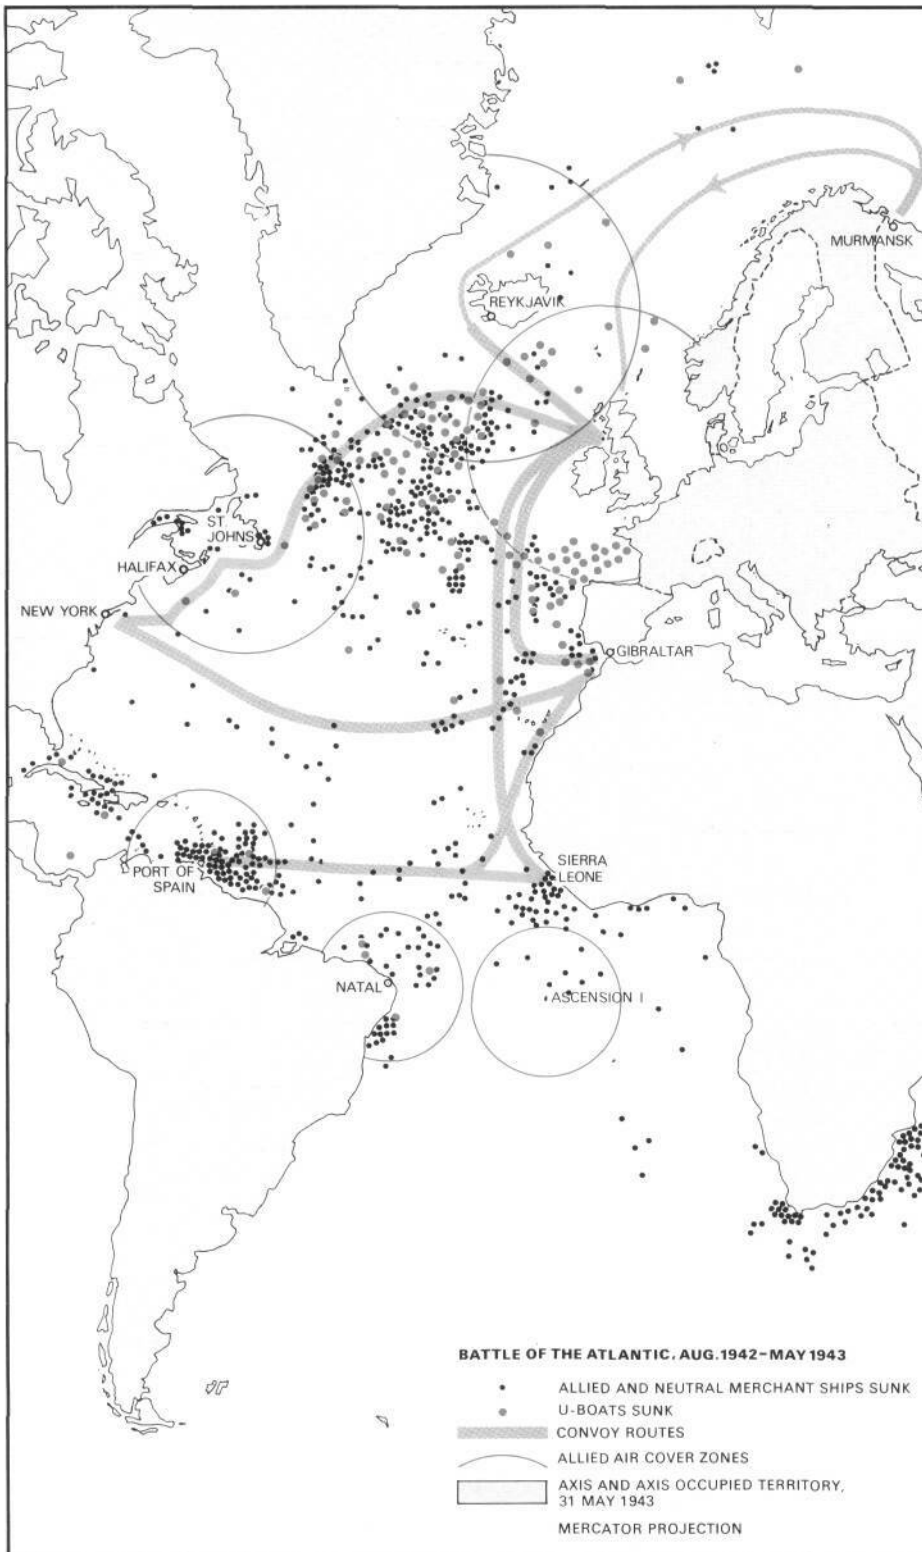 MURMANSK
REYKJAVIK
ST.
JOHNS
HALIFAX
NEW YORK
GIBRALTAR
SIERRA
LEONE
PORT OF
SPAIN
NATAL
ASCENSION I
BATTLE OF THE ATLANTIC, AUG.1942–MAY 1943
ALLIED AND NEUTRAL MERCHANT SHIPS SUNK
U-BOATS SUNK
CONVOY ROUTES
ALLIED AIR COVER ZONES
AXIS AND AXIS OCCUPIED TERRITORY,
31 MAY 1943
MERCATOR PROJECTION